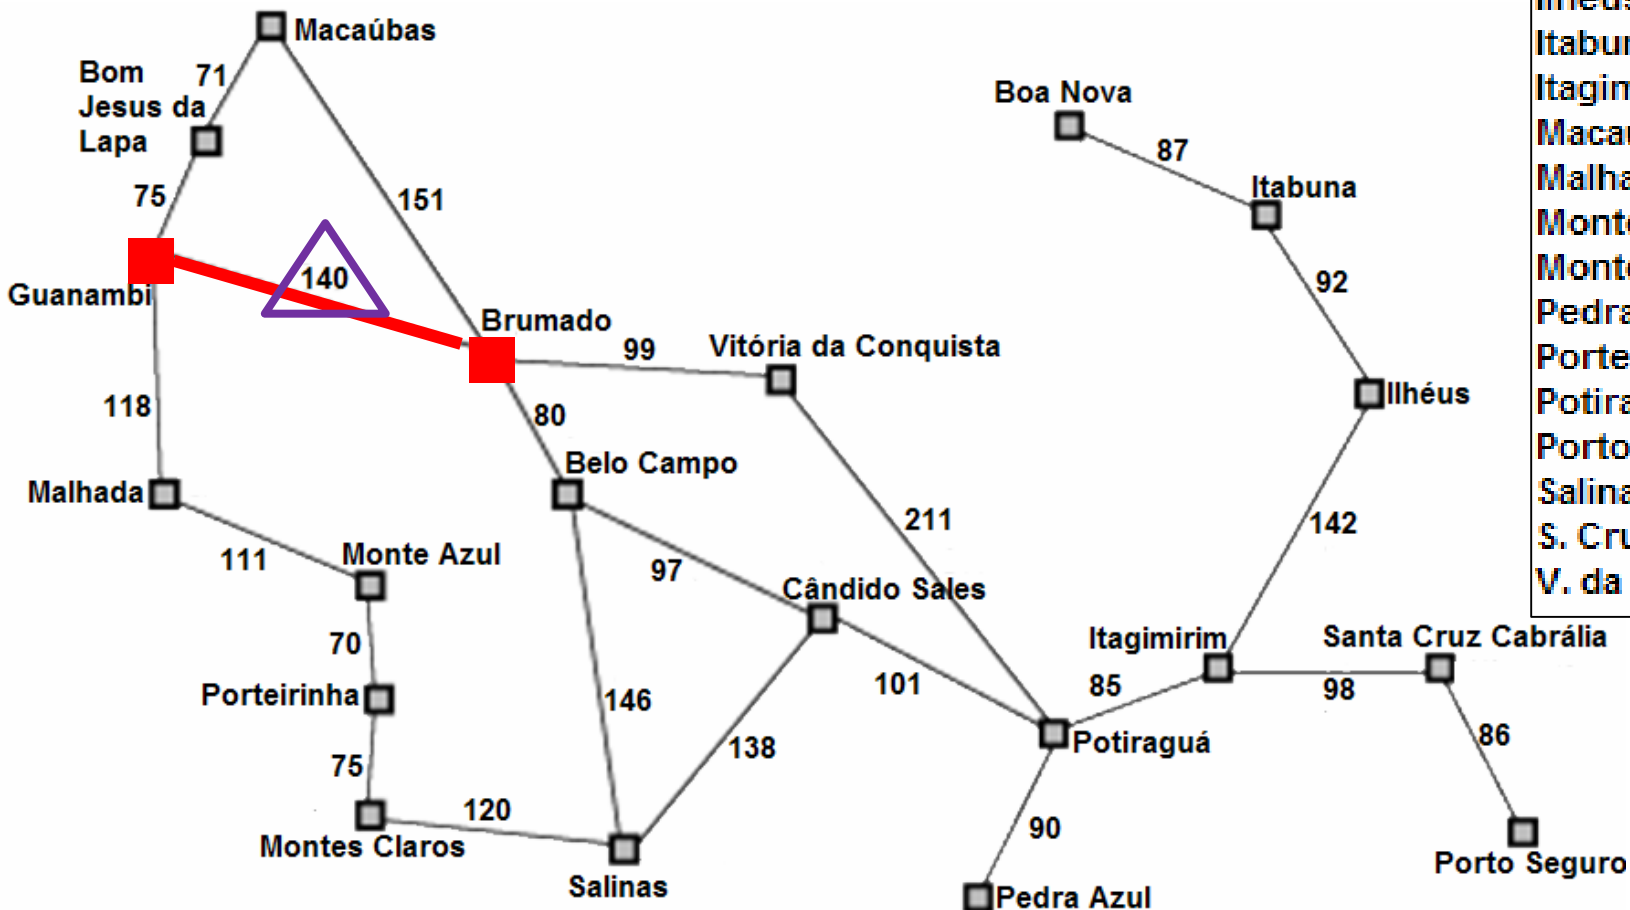 Macaúbas
Bom
Jesus da
Lapa
71
75
151
Guanambi
140
Brumado
99
Vitória da Conquista
118
80
Belo Campo
Malhada
111
Monte Azul
97
211
Cândido Sales
70
Porteirinha
146
138
101
75
120
Montes Claros
Salinas
Boa Nova
87
Itabuna
92
Ilhéus
142
Itagimirim
Santa Cruz Cabrália
85
98
Potiraguá
86
90
Porto Seguro
Pedra Azul
Itabu
Itagi
Maca
Malha
Monte
Monte
Pedra
Porte
Potira
Porto
Salina
S. Cru
V. da